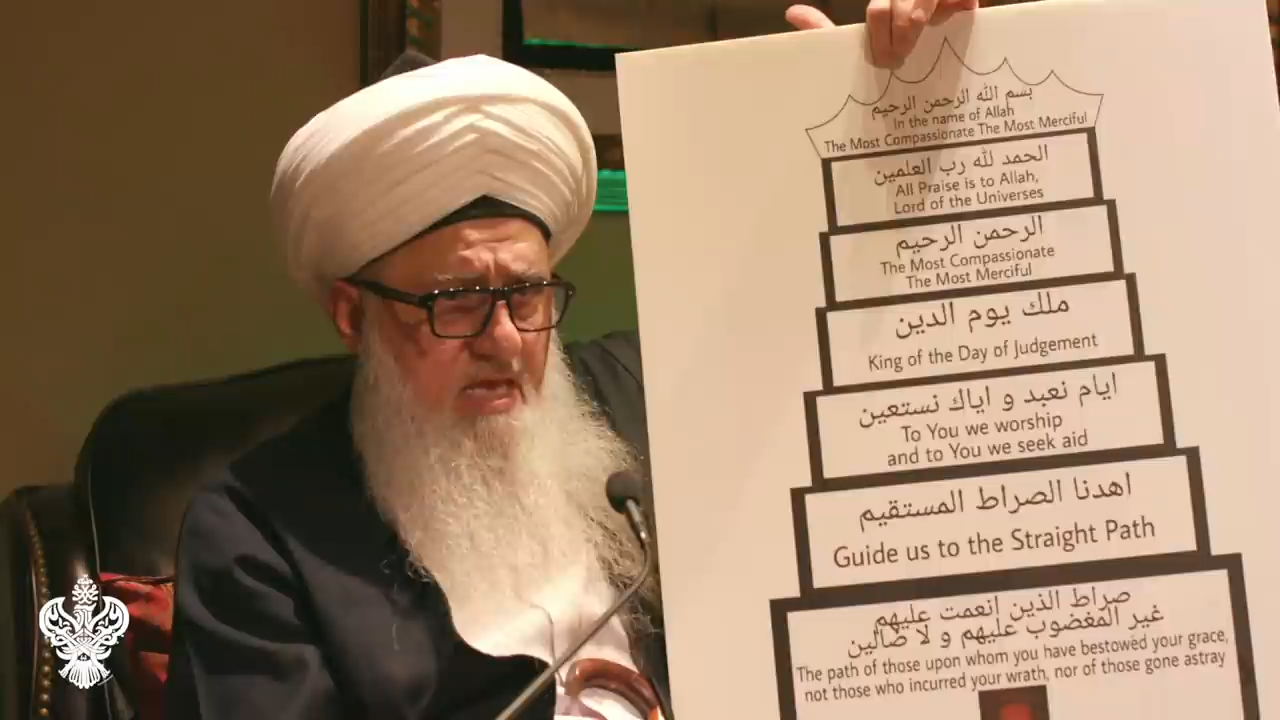 بسم الله الرحمن الرحيم
In the name of Allah
The Most Compassionate The Most Merciful
الحمد لله رب العلمين
All Praise is to Allah,
Lord of the Universes
الرحمن الرحيم
The Most Compassionate
The Most Merciful
ملك يوم الدين
King of the Day of Judgement
ايام نعبد و اياك نستعين
To You we worship
and to You we seek aid
اهدنا الصراط المستقيم
Guide us to the Straight Path
صراط الذين انعمت عليهم
غير المغضوب عليهم و لا ضالين
The path of those upon whom you have bestowed your grace,
not those who incurred your wrath, nor of those gone astray